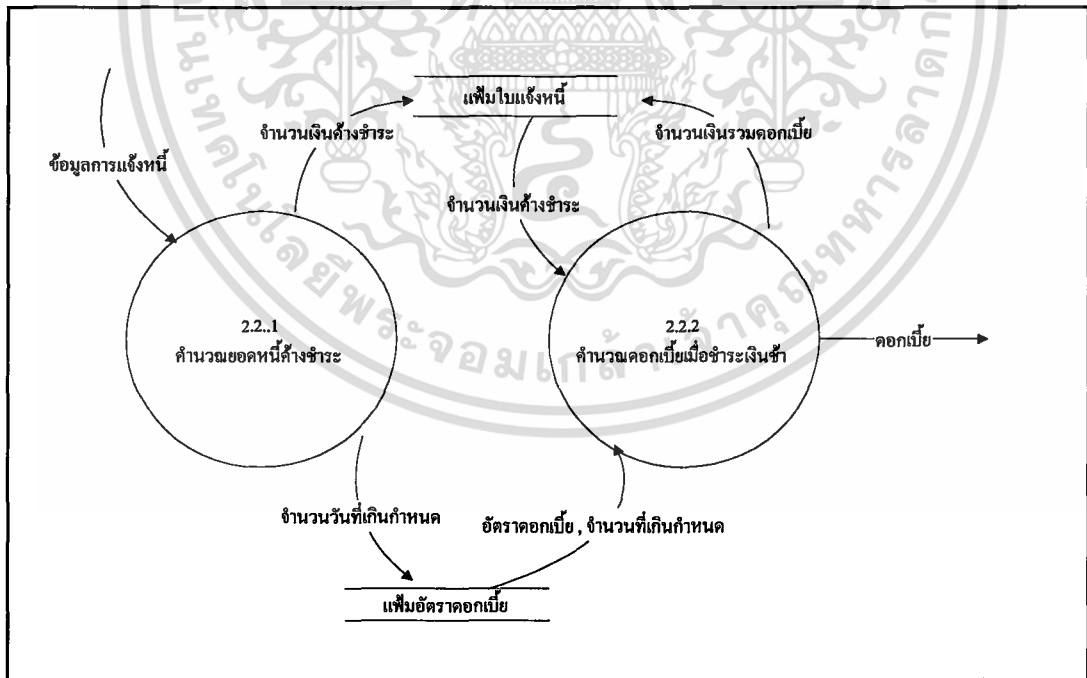 แฟ้มใบแจ้งหนี้
จำนวนเงินค้างชำระ
จำนวนเงินรวมดอกเบี้ย
ข้อมูลการแจ้งหนี้
จำนวนเงินค้างชำระ
2.2..1
คำนวณยอดหนี้ค้างชำระ
2.2.2
คำนวณดอกเบี้ยเมื่อชำระเงินช้า
ดอกเบี้ย
จำนวนวันที่เกินกำหนด
อัตราดอกเบี้ย , จำนวนที่เกินกำหนด
แฟ้มอัตราดอกเบี้ย